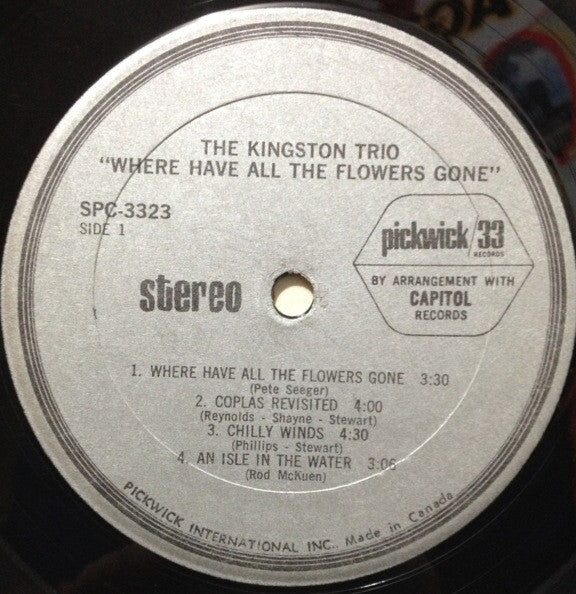 THE KINGSTON TRIO
"WHERE HAVE ALL THE FLOWERS GONE"
SPC-3323
SIDE 1
pickwick/33
RECORDS
BY ARRANGEMENT WITH
CAPITOL
RECORDS
stereo
1. WHERE HAVE ALL THE FLOWERS GONE 3:30
(Pete Seeger)
2. COPLAS REVISITED 4:00
(Reynolds - Shayne - Stewart)
3. CHILLY WINDS 4:30
(Phillips - Stewart)
4. AN ISLE IN THE WATER 3:06
(Rod McKuen)
PICKWICK INTERNATIONAL INC., Made in Canada